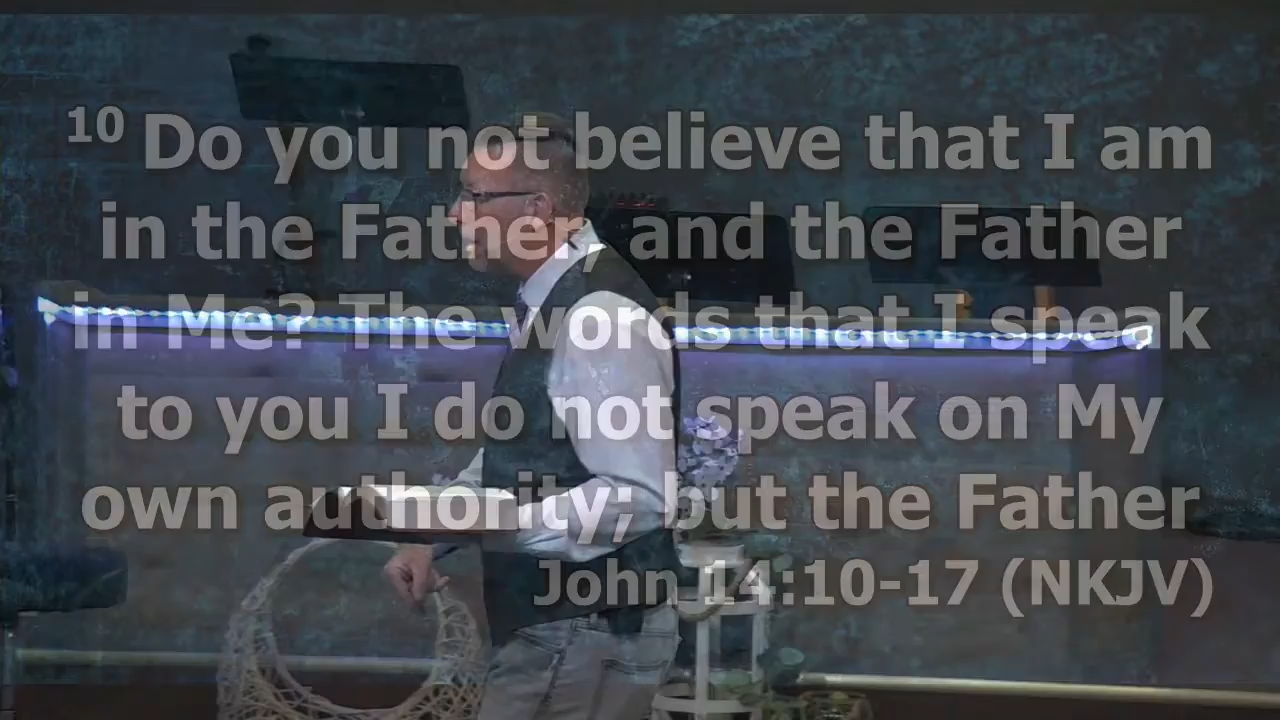 10 Do you not believe that I am
in the Father, and the Father
in Me? The words that I speak
to you I do not speak on My
own authority; but the Father
John 14:10-17 (NKJV)